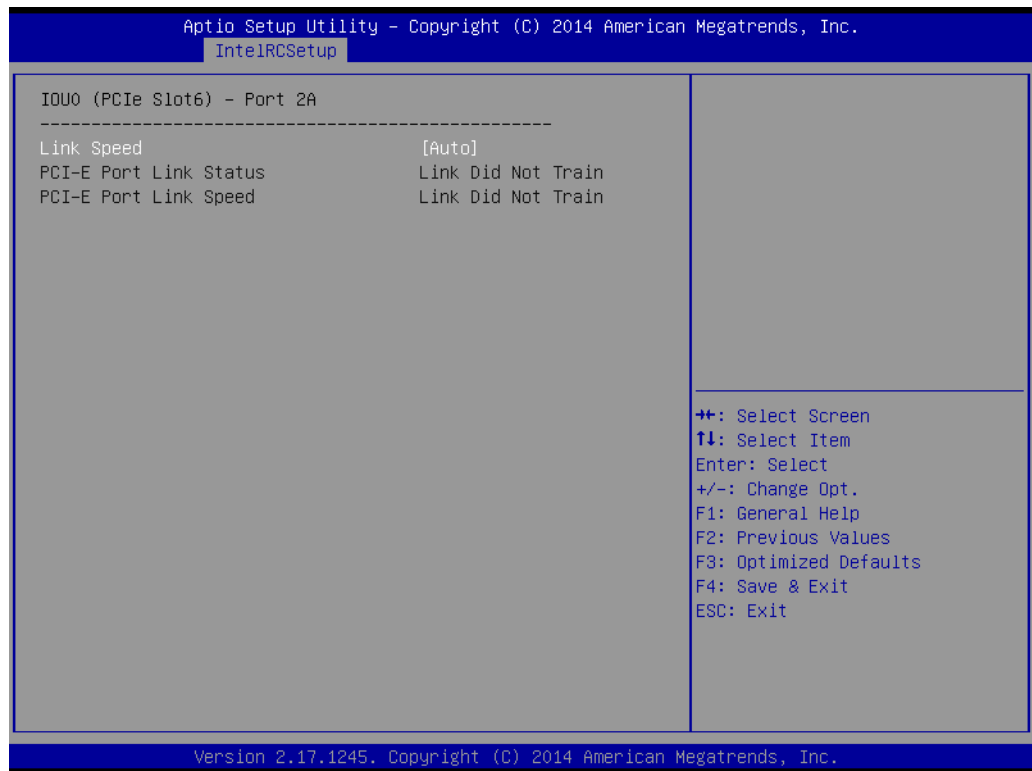 Aptio Setup Utility – Copyright (C) 2014 American Megatrends, Inc.
IntelRCSetup
IOU0 (PCIe Slot6) – Port 2A
--------------------------------------------------
Link Speed [Auto]
PCI-E Port Link Status Link Did Not Train
PCI-E Port Link Speed Link Did Not Train
→←: Select Screen
↑↓: Select Item
Enter: Select
+/-: Change Opt.
F1: General Help
F2: Previous Values
F3: Optimized Defaults
F4: Save & Exit
ESC: Exit
Version 2.17.1245. Copyright (C) 2014 American Megatrends, Inc.